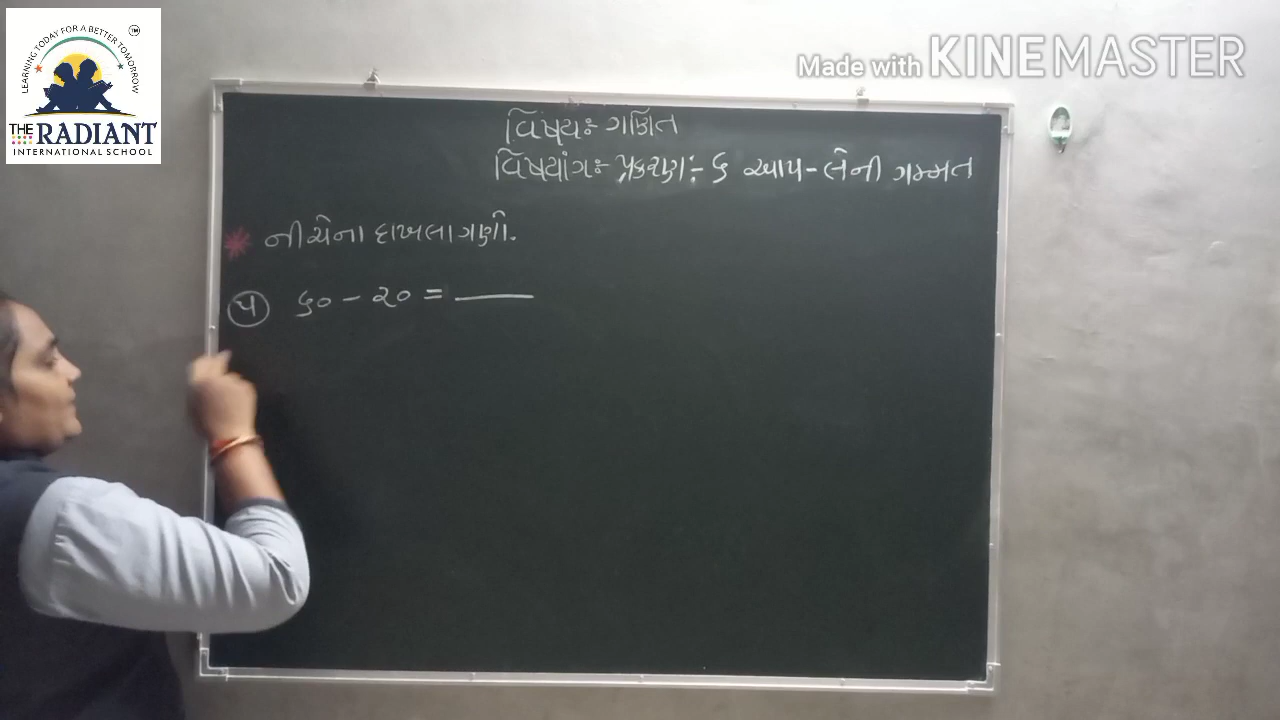 LEARNING TODAY FOR A BETTER TOMORROW
TM
THE RADIANT
INTERNATIONAL SCHOOL
Made with KINEMASTER
વિષય:- ગણિત
વિષયાંગ:- પ્રકરણ:- ૬ આપ-લેની ગમ્મત
* નીચેના દાખલા ગણો.
૫ ૬૦ - ૨૦ = ____